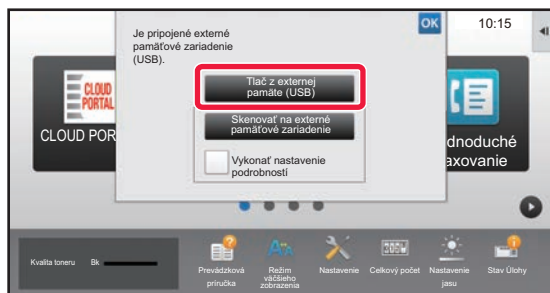 Je pripojené externé
pamäťové zariadenie
(USB).
OK
10:15
Tlač z externej
pamäte (USB)
Skenovať na externé
pamäťové zariadenie
Vykonať nastavenie
podrobností
CLOUD
PORTAL
CLOUD POR
dnoduché
axovanie
Kvalita toneru
Bk
Prevádzková
príručka
Režim
väčšieho
zobrazenia
Nastavenie
Celkový počet
Nastavenie
jasu
Stav Úlohy